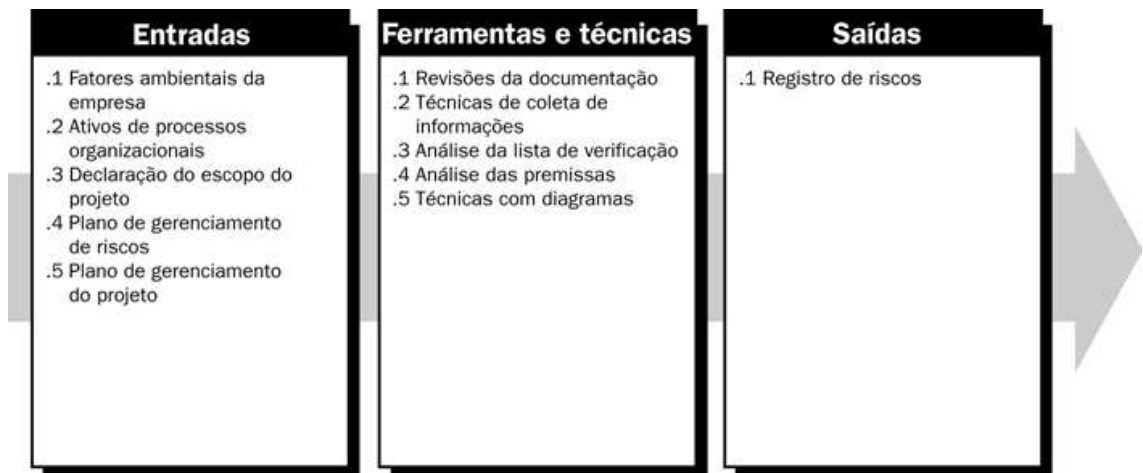 Entradas
.1 Fatores ambientais da
empresa
.2 Ativos de processos
organizacionais
.3 Declaração do escopo do
projeto
.4 Plano de gerenciamento
de riscos
.5 Plano de gerenciamento
do projeto
Ferramentas e técnicas
.1 Revisões da documentação
.2 Técnicas de coleta de
informações
.3 Análise da lista de verificação
.4 Análise das premissas
.5 Técnicas com diagramas
Saídas
.1 Registro de riscos